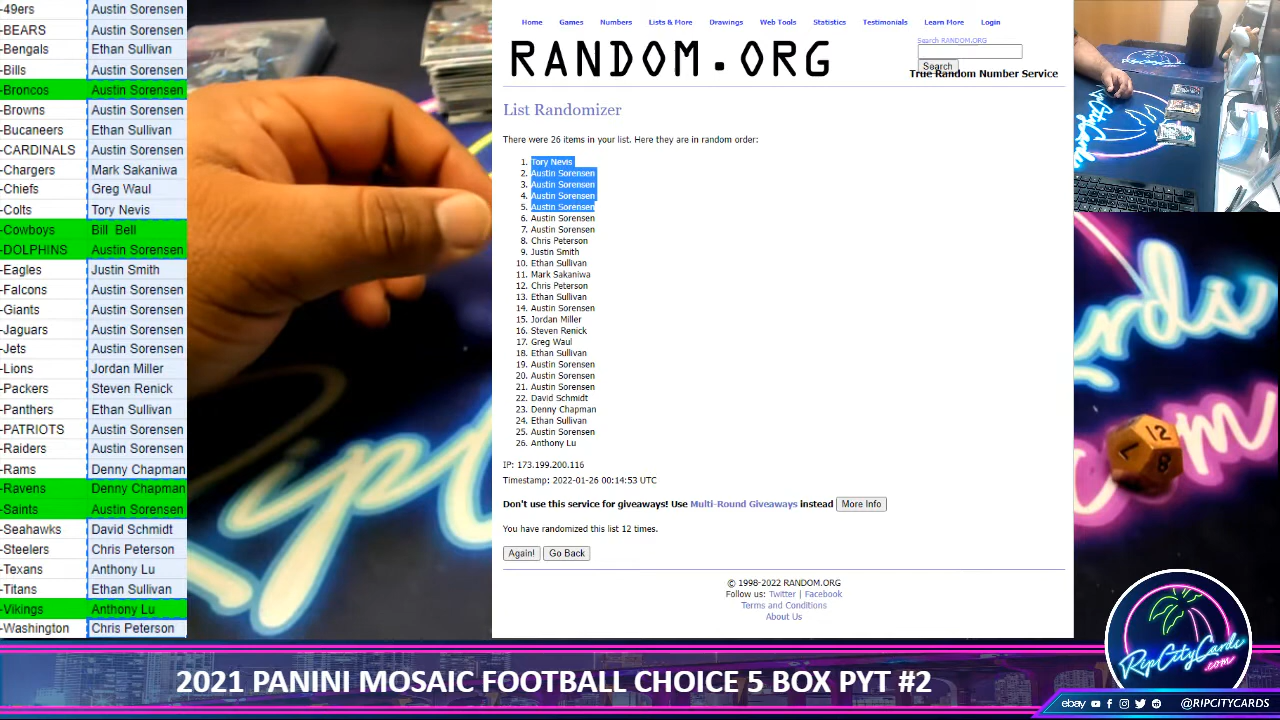 -49ers Austin Sorensen
-BEARS Austin Sorensen
-Bengals Ethan Sullivan
-Bills Austin Sorensen
-Broncos Austin Sorensen
-Browns Austin Sorensen
-Bucaneers Ethan Sullivan
-CARDINALS Austin Sorensen
-Chargers Mark Sakaniwa
-Chiefs Greg Waul
-Colts Tory Nevis
-Cowboys Bill Bell
-DOLPHINS Austin Sorensen
-Eagles Justin Smith
-Falcons Austin Sorensen
-Giants Austin Sorensen
-Jaguars Austin Sorensen
-Jets Austin Sorensen
-Lions Jordan Miller
-Packers Steven Renick
-Panthers Ethan Sullivan
-PATRIOTS Austin Sorensen
-Raiders Austin Sorensen
-Rams Denny Chapman
-Ravens Denny Chapman
-Saints Austin Sorensen
-Seahawks David Schmidt
-Steelers Chris Peterson
-Texans Anthony Lu
-Titans Ethan Sullivan
-Vikings Anthony Lu
-Washington Chris Peterson
Home Games Numbers Lists & More Drawings Web Tools Statistics Testimonials Learn More Login
Search RANDOM.ORG
RANDOM.ORG
Search
True Random Number Service
List Randomizer
There were 26 items in your list. Here they are in random order:
1. Tory Nevis
2. Austin Sorensen
3. Austin Sorensen
4. Austin Sorensen
5. Austin Sorensen
6. Austin Sorensen
7. Austin Sorensen
8. Chris Peterson
9. Justin Smith
10. Ethan Sullivan
11. Mark Sakaniwa
12. Chris Peterson
13. Ethan Sullivan
14. Austin Sorensen
15. Jordan Miller
16. Steven Renick
17. Greg Waul
18. Ethan Sullivan
19. Austin Sorensen
20. Austin Sorensen
21. Austin Sorensen
22. David Schmidt
23. Denny Chapman
24. Ethan Sullivan
25. Austin Sorensen
26. Anthony Lu
IP: 173.199.200.116
Timestamp: 2022-01-26 00:14:53 UTC
Don't use this service for giveaways! Use Multi-Round Giveaways instead More Info
You have randomized this list 12 times.
Again! Go Back
© 1998-2022 RANDOM.ORG
Follow us: Twitter | Facebook
Terms and Conditions
About Us
12
8
2021 PANINI MOSAIC FOOTBALL CHOICE 5 BOX PYT #2
RipCityCards
.com
ebay @RIPCITYCARDS